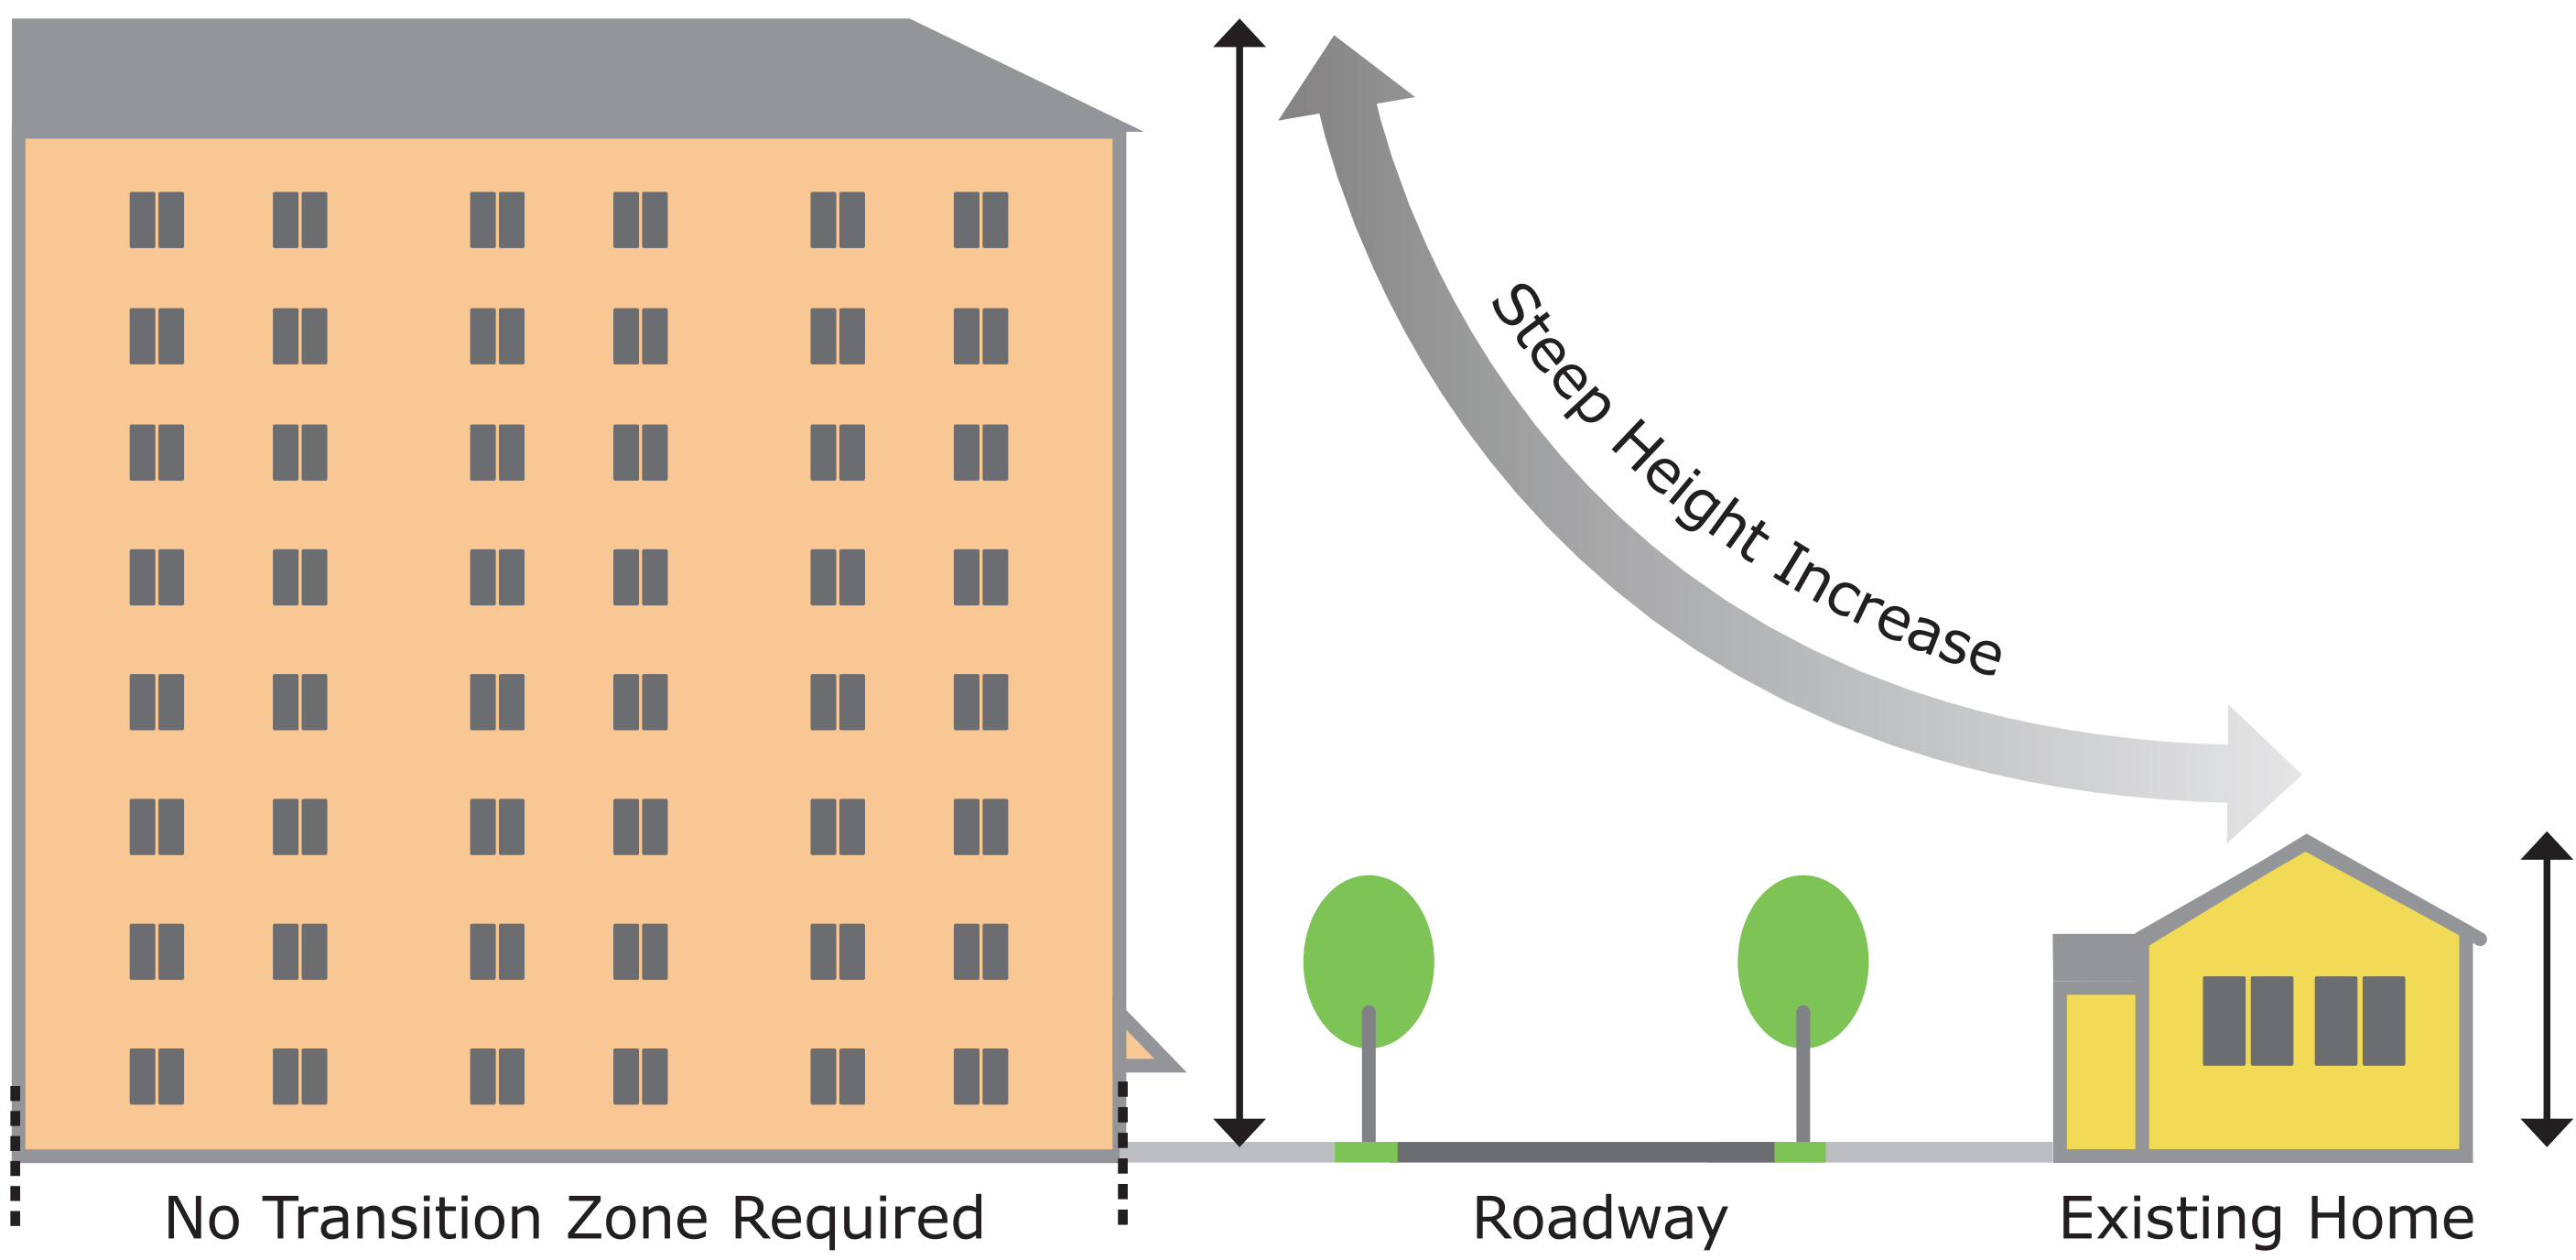 Steep Height Increase
No Transition Zone Required
Roadway
Existing Home